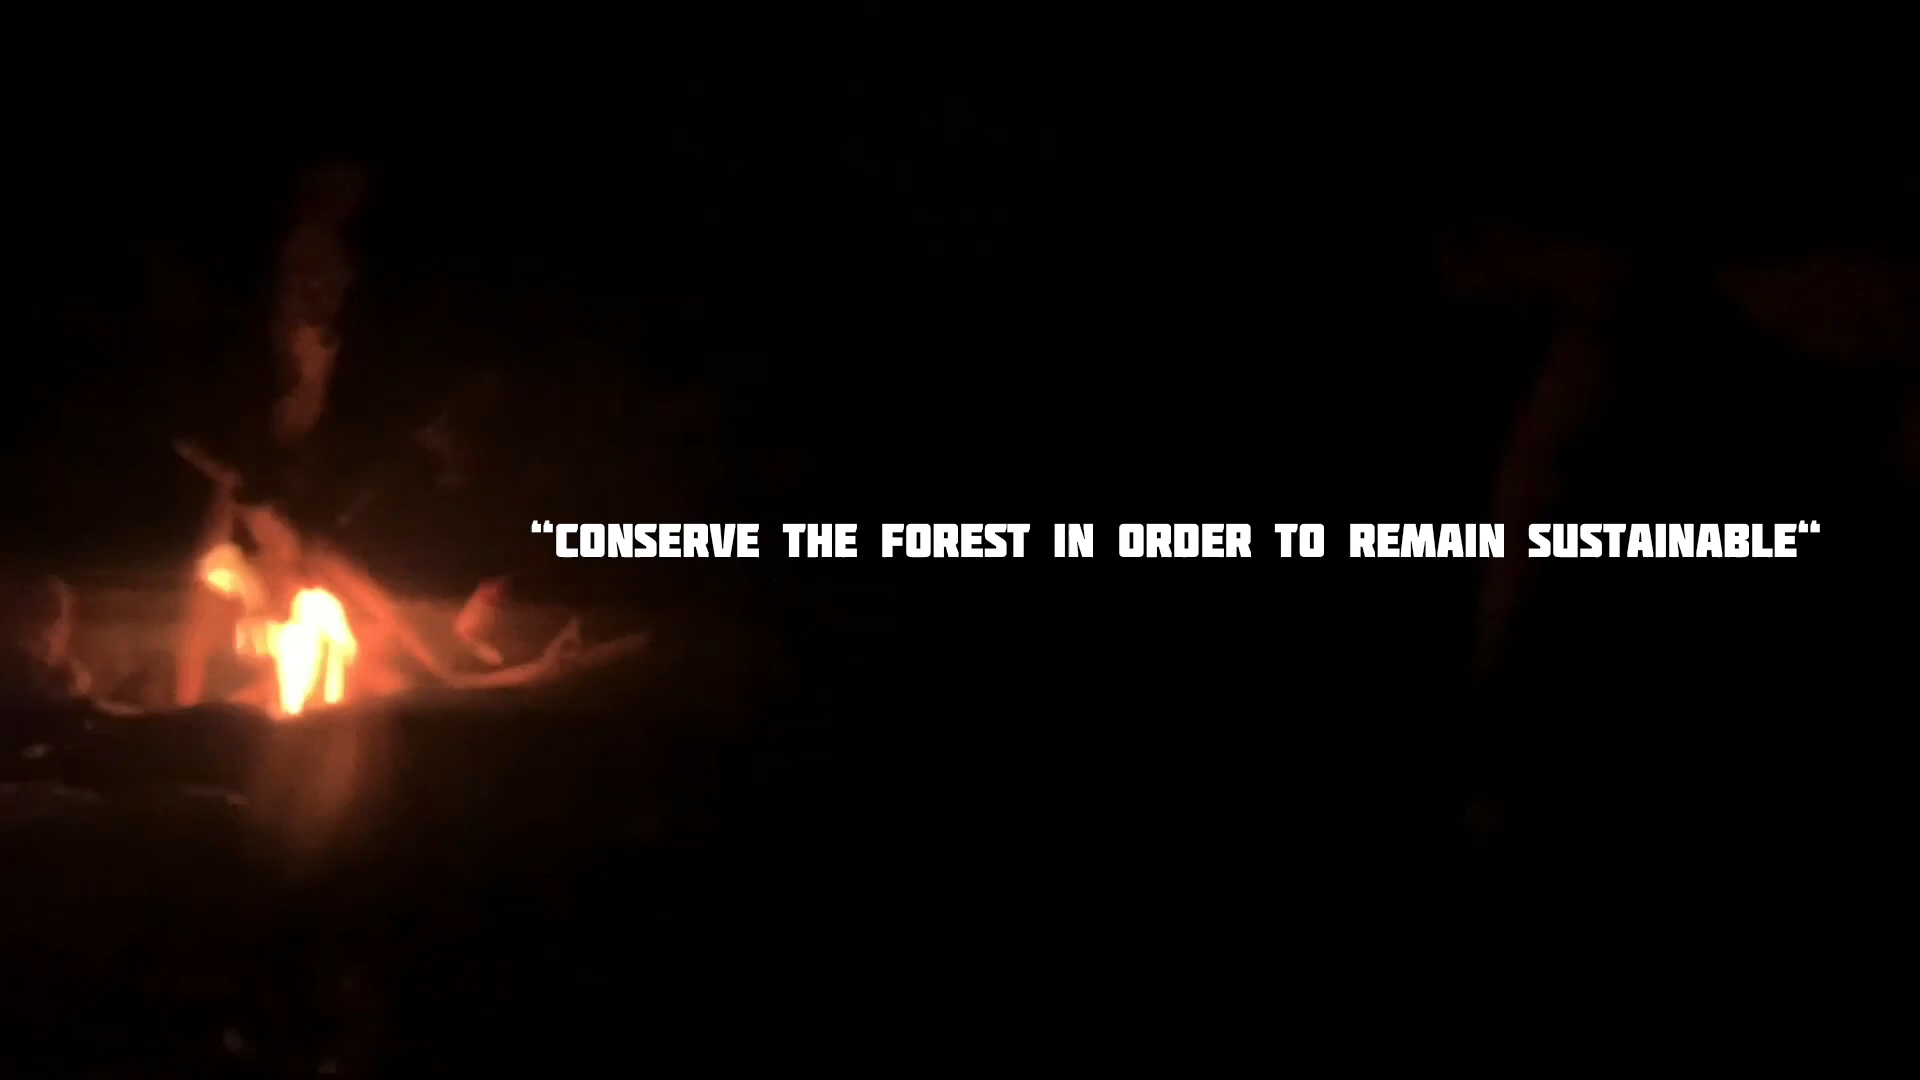 “CONSERVE THE FOREST IN ORDER TO REMAIN SUSTAINABLE“